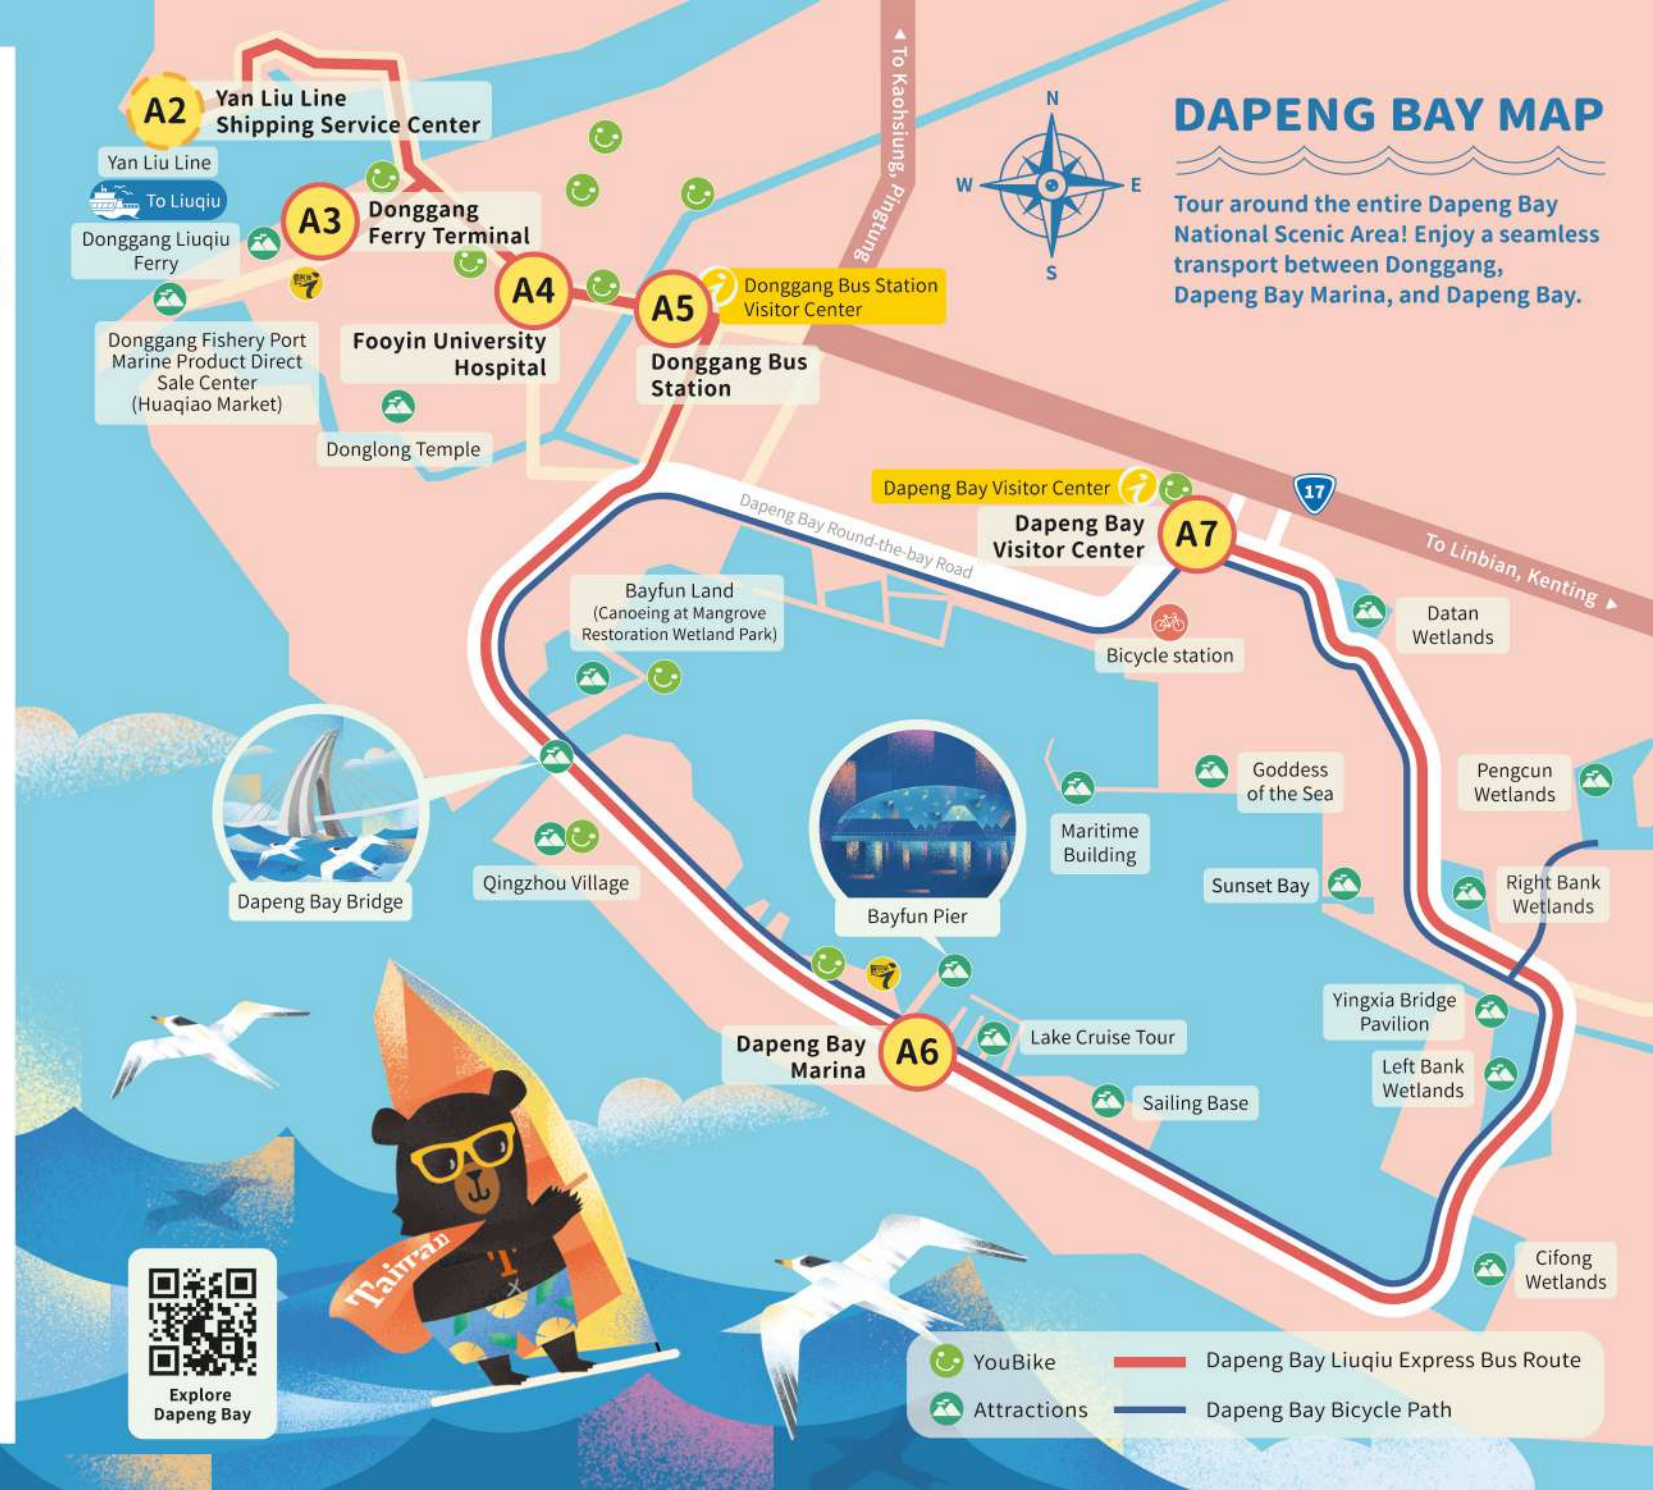 DAPENG BAY MAP
Tour around the entire Dapeng Bay
National Scenic Area! Enjoy a seamless
transport between Donggang,
Dapeng Bay Marina, and Dapeng Bay.
N
W
E
S
To Kaohsiung, Pingtung
A2
Yan Liu Line
Shipping Service Center
Yan Liu Line
To Liuqiu
Donggang Liuqiu
Ferry
A3
Donggang
Ferry Terminal
Donggang Fishery Port
Marine Product Direct
Sale Center
(Huaqiao Market)
A4
Fooyin University
Hospital
A5
Donggang Bus Station
Visitor Center
Donggang Bus
Station
Donglong Temple
Dapeng Bay Round-the-bay Road
Dapeng Bay Visitor Center
Dapeng Bay
Visitor Center
A7
17
To Linbian, Kenting
Bayfun Land
(Canoeing at Mangrove
Restoration Wetland Park)
Bicycle station
Datan
Wetlands
Goddess
of the Sea
Pengcun
Wetlands
Maritime
Building
Sunset Bay
Right Bank
Wetlands
Dapeng Bay Bridge
Qingzhou Village
Bayfun Pier
Yingxia Bridge
Pavilion
Dapeng Bay
Marina
A6
Lake Cruise Tour
Left Bank
Wetlands
Sailing Base
Cifong
Wetlands
Taiwan
T
Explore
Dapeng Bay
YouBike
Dapeng Bay Liuqiu Express Bus Route
Attractions
Dapeng Bay Bicycle Path